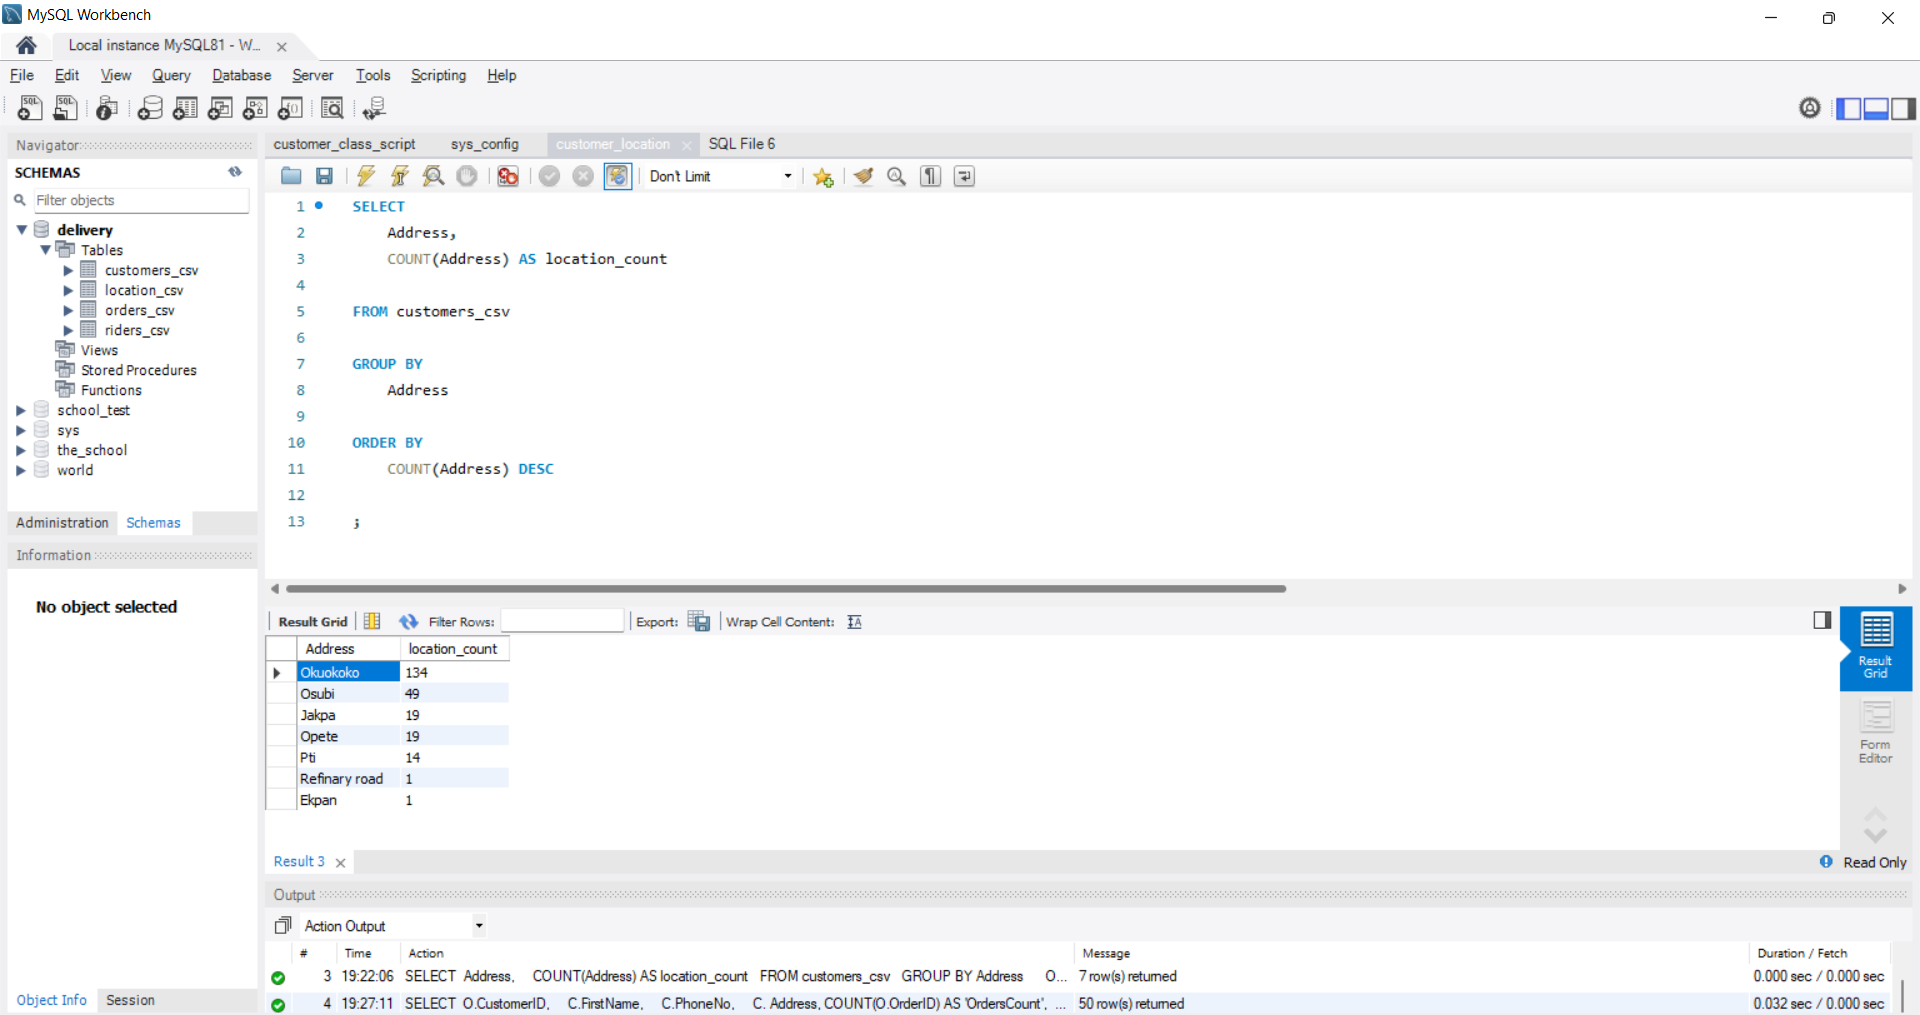 MySQL Workbench
Local instance MySQL81 - W...
File Edit View Query Database Server Tools Scripting Help
Navigator
SCHEMAS
Filter objects
delivery
Tables
customers_csv
location_csv
orders_csv
riders_csv
Views
Stored Procedures
Functions
school_test
sys
the_school
world
Administration Schemas
Information
No object selected
Object Info Session
customer_class_script sys_config customer_location SQL File 6
Don't Limit
1 SELECT
2 Address,
3 COUNT(Address) AS location_count
4
5 FROM customers_csv
6
7 GROUP BY
8 Address
9
10 ORDER BY
11 COUNT(Address) DESC
12
13 ;
Result Grid Filter Rows: Export: Wrap Cell Content:
Address location_count
Okuokoko 134
Osubi 49
Jakpa 19
Opete 19
Pti 14
Refinary road 1
Ekpan 1
Result Grid
Form Editor
Result 3
Read Only
Output
Action Output
# Time Action Message Duration / Fetch
3 19:22:06 SELECT Address, COUNT(Address) AS location_count FROM customers_csv GROUP BY Address O... 7 row(s) returned 0.000 sec / 0.000 sec
4 19:27:11 SELECT O.CustomerID, C.FirstName, C.PhoneNo, C. Address, COUNT(O.OrderID) AS 'OrdersCount', ... 50 row(s) returned 0.032 sec / 0.000 sec